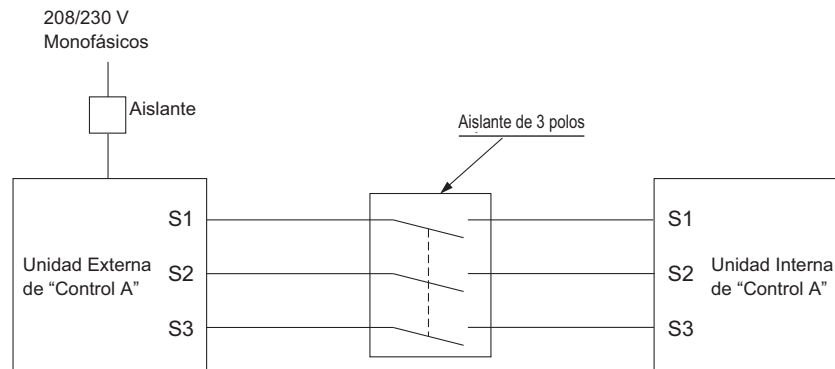 208/230 V
Monofásicos
Aislante
Aislante de 3 polos
Unidad Externa
de “Control A”
S1
S2
S3
S1
S2
S3
Unidad Interna
de “Control A”